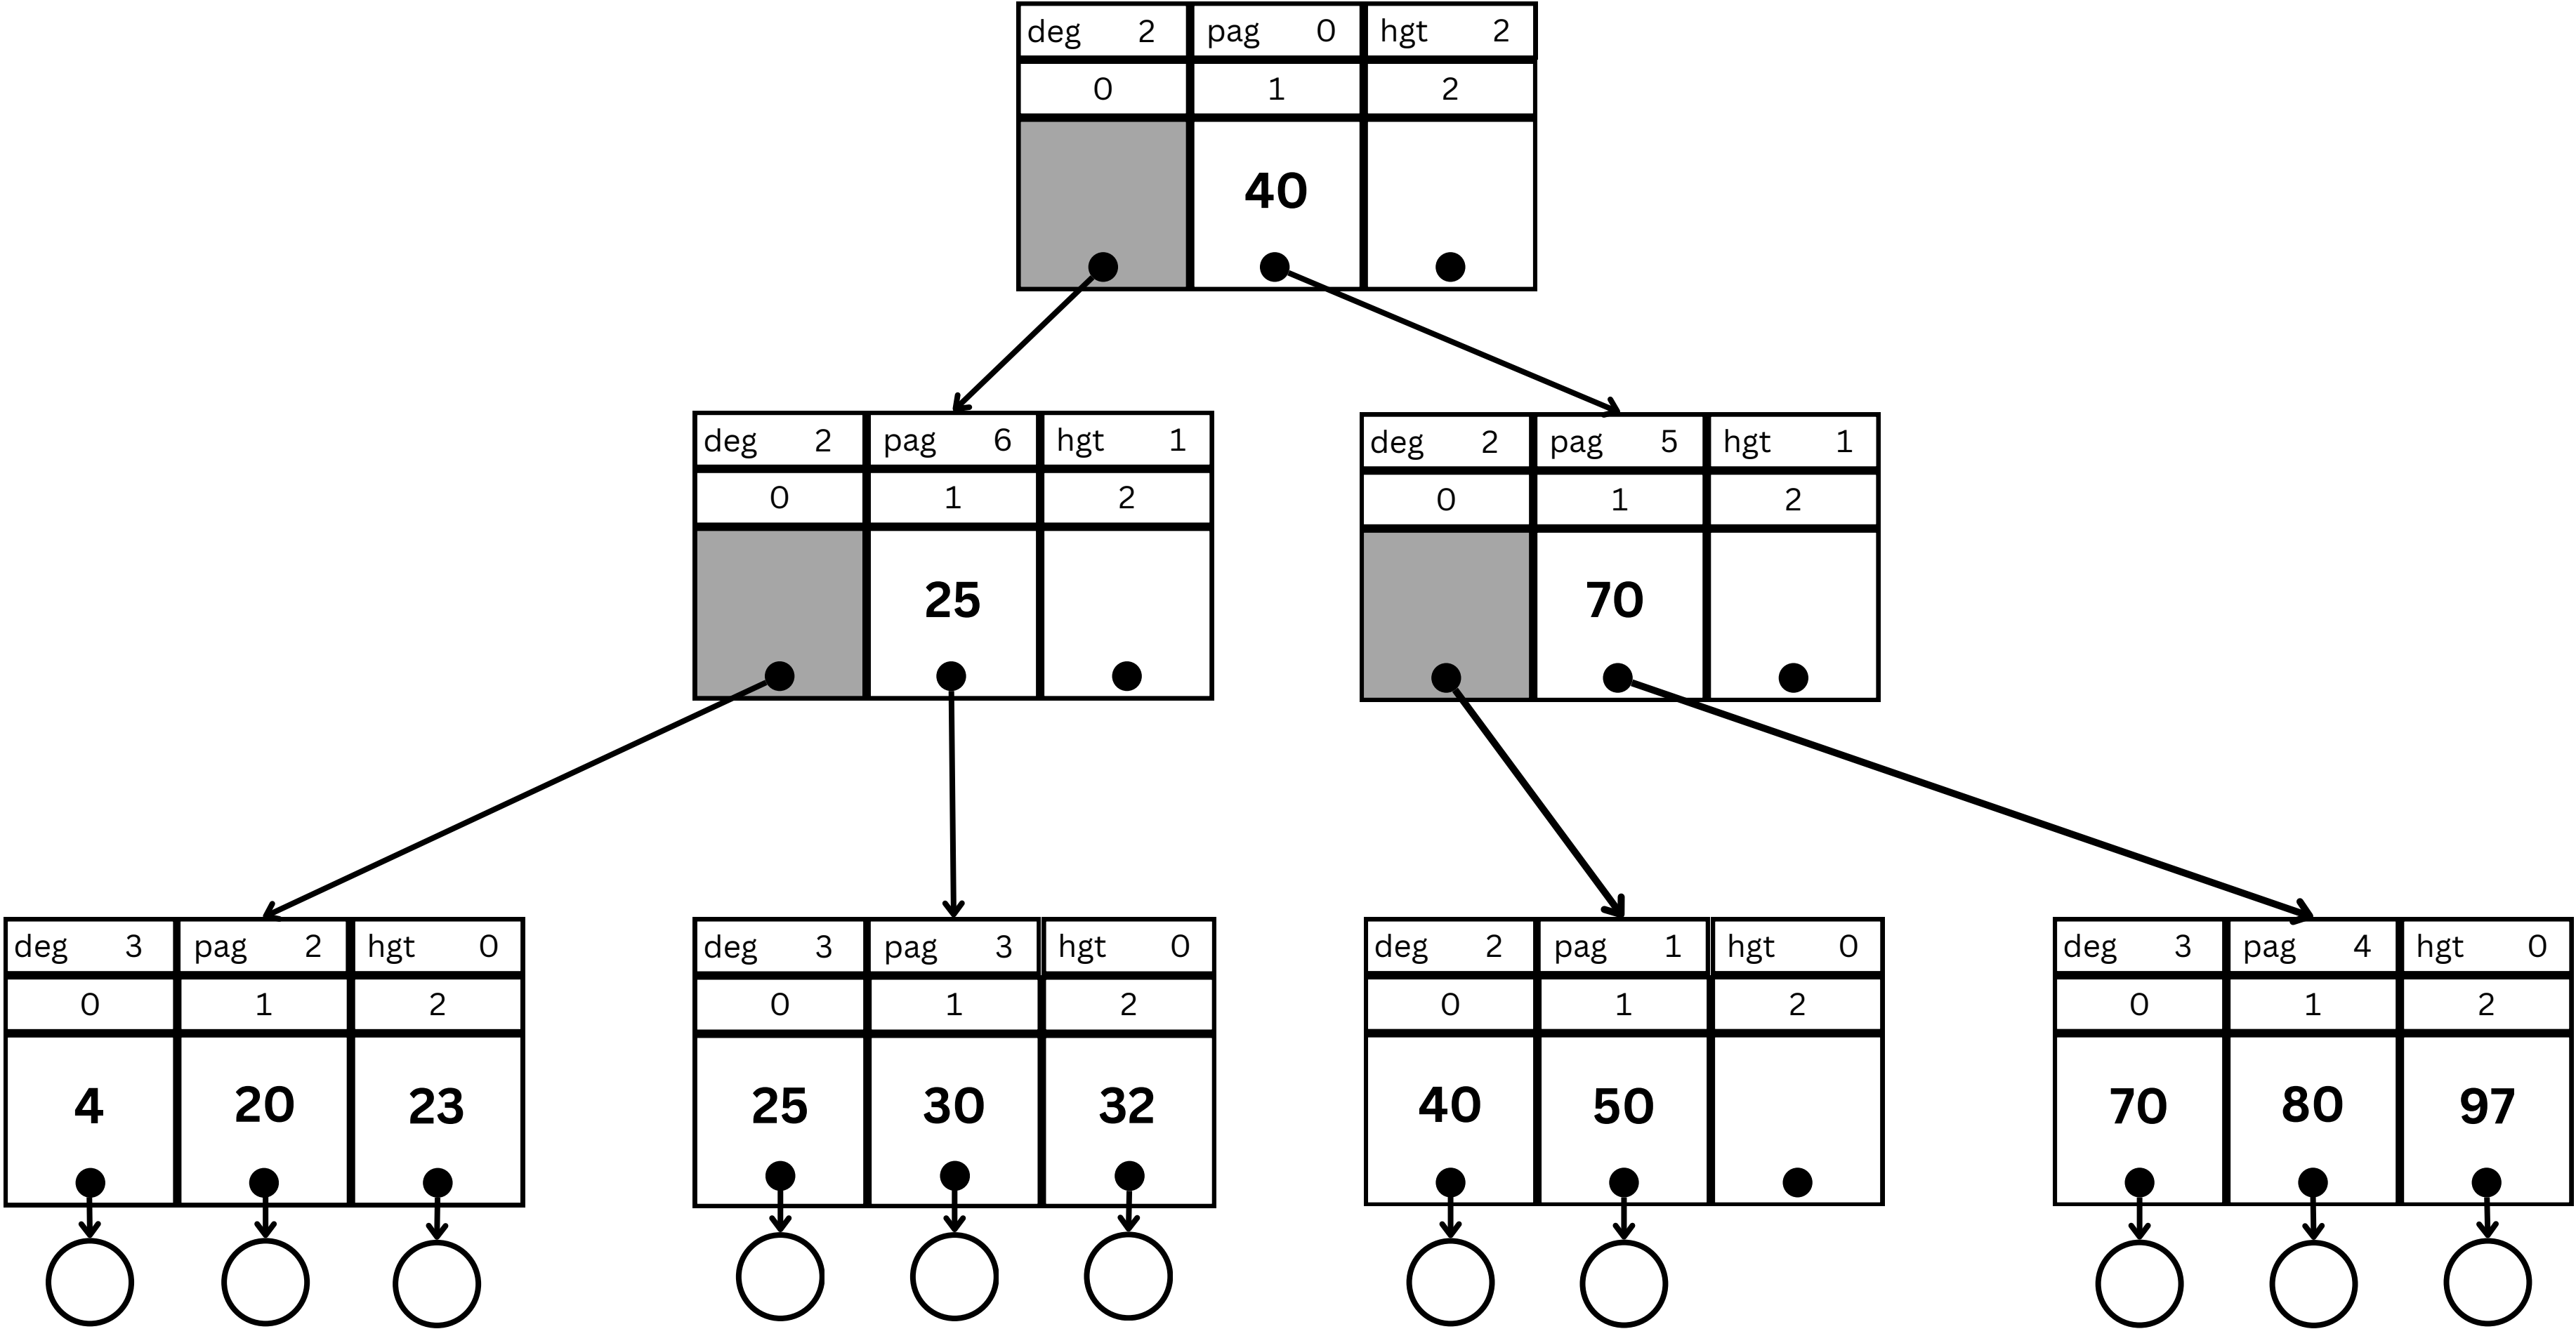 deg 2 pag 0 hgt 2
0 1 2
40
deg 2 pag 6 hgt 1
0 1 2
25
deg 2 pag 5 hgt 1
0 1 2
70
deg 3 pag 2 hgt 0
0 1 2
4 20 23
deg 3 pag 3 hgt 0
0 1 2
25 30 32
deg 2 pag 1 hgt 0
0 1 2
40 50
deg 3 pag 4 hgt 0
0 1 2
70 80 97